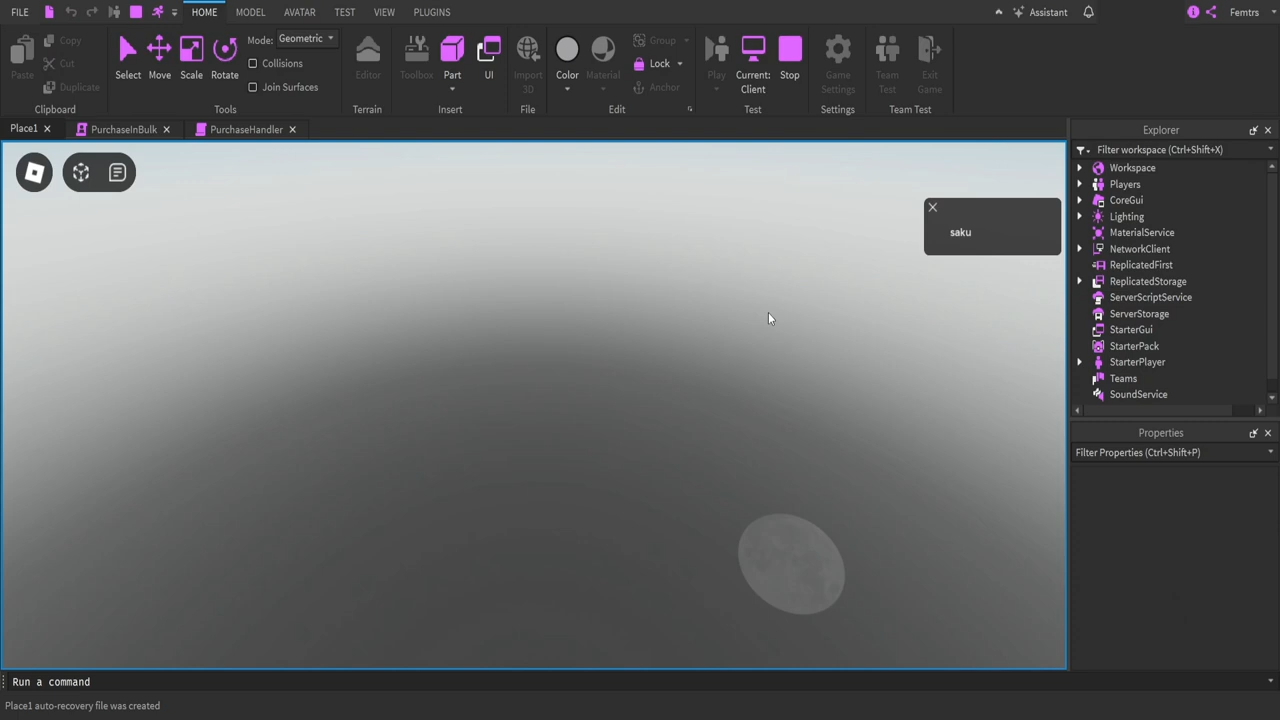 FILE HOME MODEL AVATAR TEST VIEW PLUGINS Assistant Femtrs
Paste Copy Cut Duplicate
Select Move Scale Rotate
Mode: Geometric
Collisions
Join Surfaces
Editor
Toolbox Part UI
Import 3D
Color Material
Group
Lock
Anchor
Play Current: Client Stop
Game Settings
Team Test
Exit Game
Clipboard Tools Terrain Insert File Edit Test Settings Team Test
Place1 PurchaseInBulk PurchaseHandler
saku
Explorer
Filter workspace (Ctrl+Shift+X)
Workspace
Players
CoreGui
Lighting
MaterialService
NetworkClient
ReplicatedFirst
ReplicatedStorage
ServerScriptService
ServerStorage
StarterGui
StarterPack
StarterPlayer
Teams
SoundService
Properties
Filter Properties (Ctrl+Shift+P)
Run a command
Place1 auto-recovery file was created